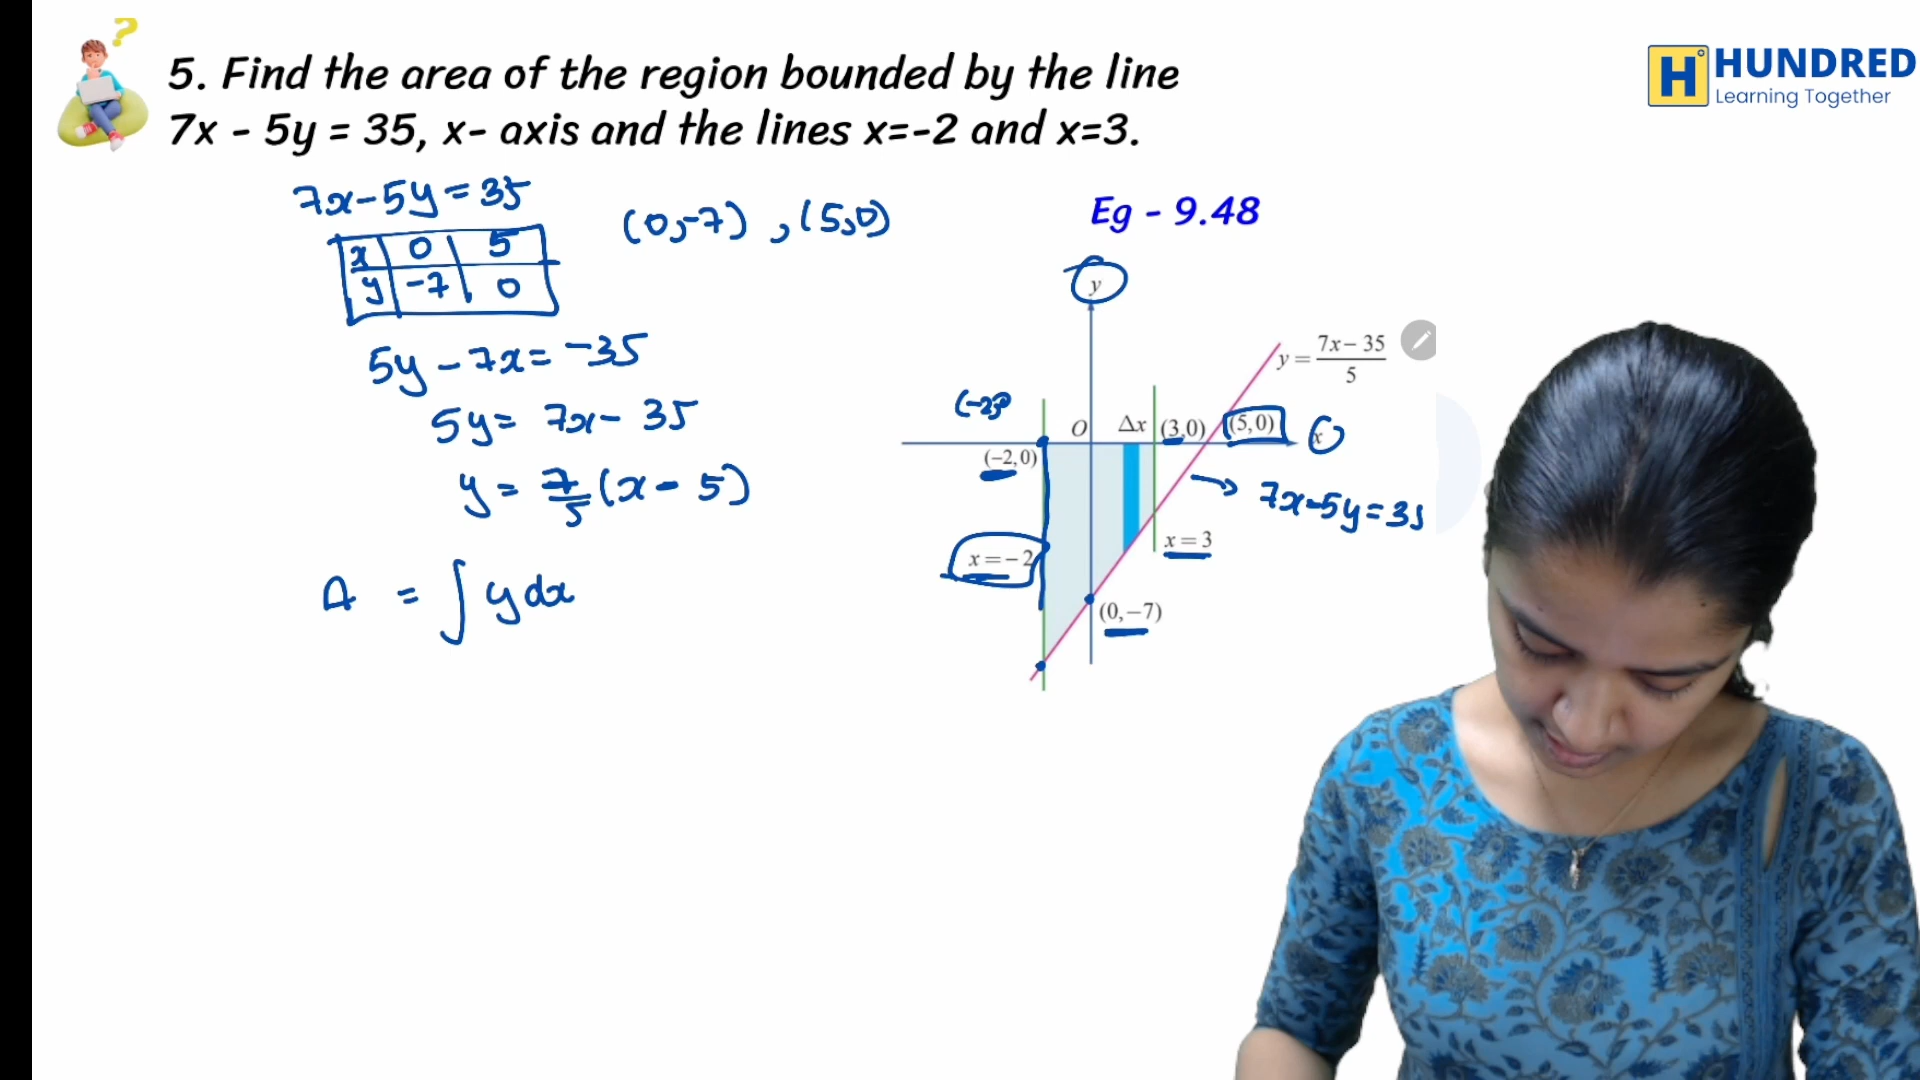 5. Find the area of the region bounded by the line
7x - 5y = 35, x- axis and the lines x=-2 and x=3.
H HUNDRED
Learning Together
7x-5y=35
x 0 5
y -7 0
(0,-7) , (5,0)
Eg - 9.48
y
5y - 7x = -35
5y = 7x - 35
y = 7/5 (x - 5)
A = ∫ y dx
y = 7x - 35 / 5
O Δx (3,0) (5,0) x
(-2,0)
7x-5y=35
x = 3
x = -2
(0,-7)